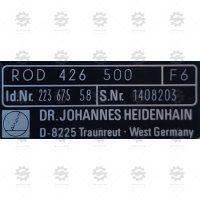 ROD 426 500 F6
Id.Nr. 223 675 58 S.Nr. 1408203
DR. JOHANNES HEIDENHAIN
D-8225 Traunreut · West Germany